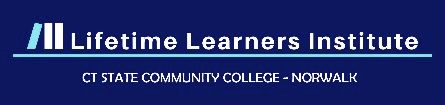 Lifetime Learners Institute
CT STATE COMMUNITY COLLEGE - NORWALK